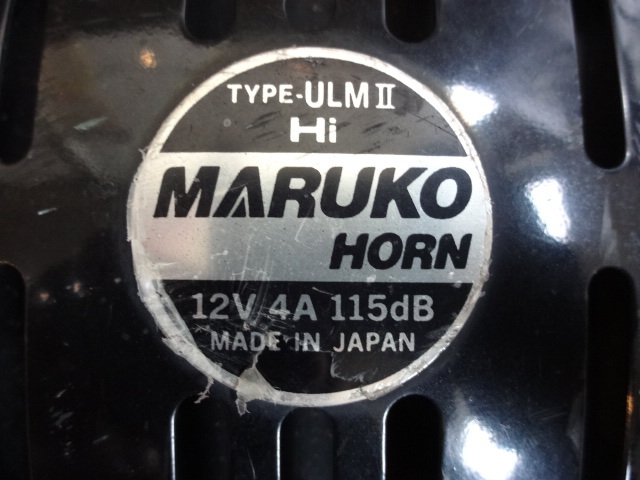 TYPE-ULM II
Hi
MARUKO
HORN
12V 4A 115dB
MADE IN JAPAN